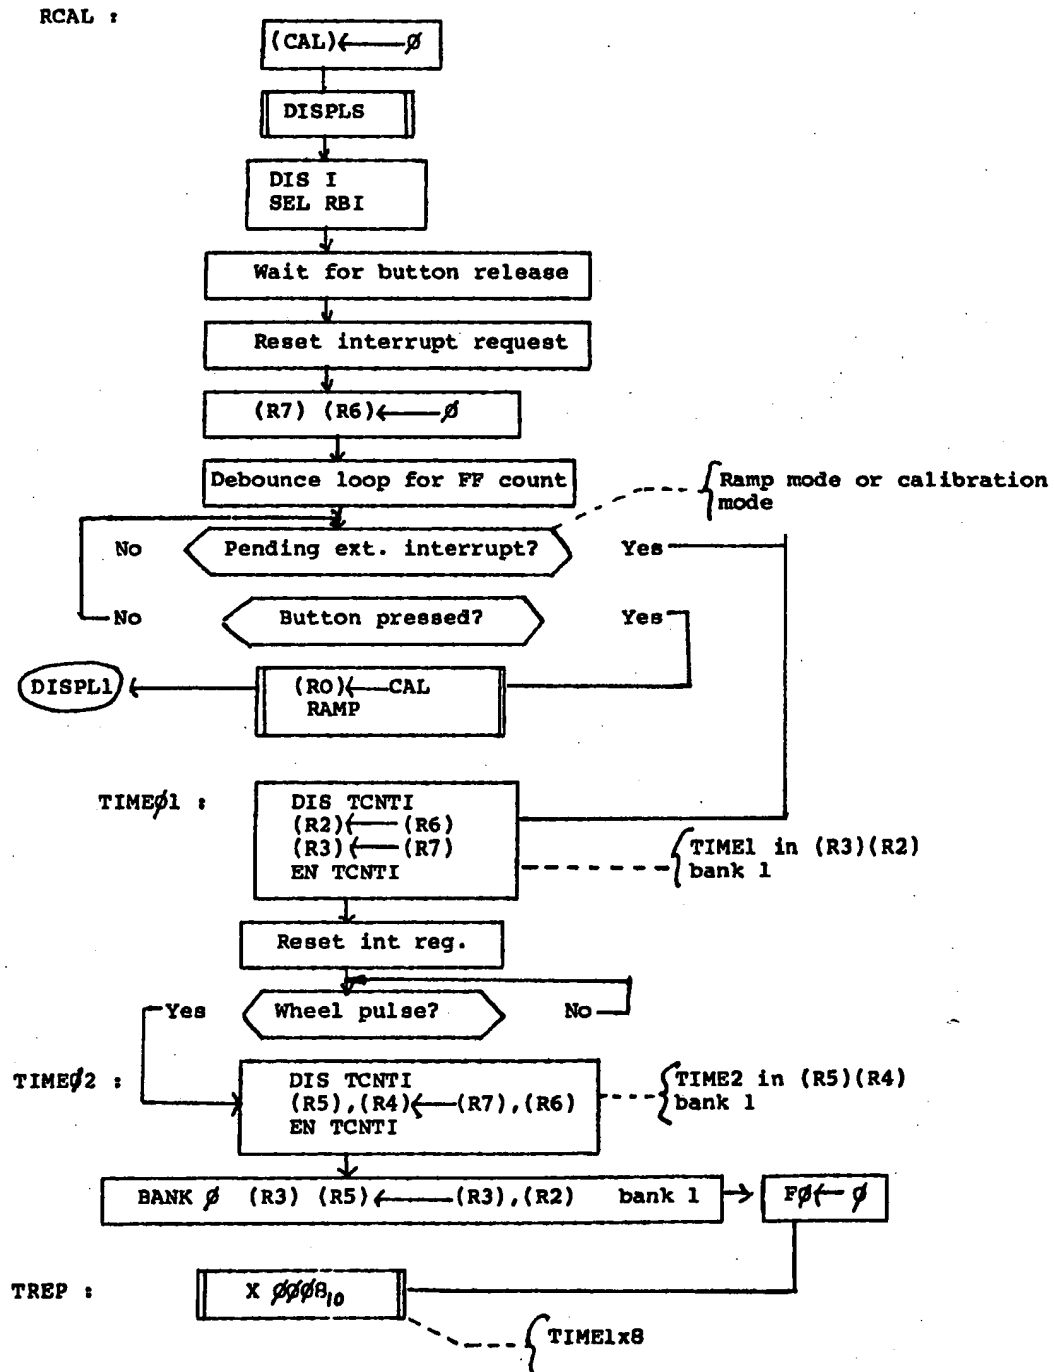 RCAL :
(CAL)←Ø
DISPLS
DIS I
SEL RBI
Wait for button release
Reset interrupt request
(R7) (R6)←Ø
Debounce loop for FF count
Ramp mode or calibration
mode
No
Pending ext. interrupt?
Yes
No
Button pressed?
Yes
DISPL1
(RO)←CAL
RAMP
TIMEØ1 :
DIS TCNTI
(R2)←(R6)
(R3)←(R7)
EN TCNTI
TIME1 in (R3)(R2)
bank 1
Reset int reg.
Yes
Wheel pulse?
No
TIMEØ2 :
DIS TCNTI
(R5),(R4)←(R7),(R6)
EN TCNTI
TIME2 in (R5)(R4)
bank 1
BANK Ø (R3) (R5)←(R3),(R2) bank 1
FØ←Ø
TREP :
X ØØØ8₁₀
TIME1x8